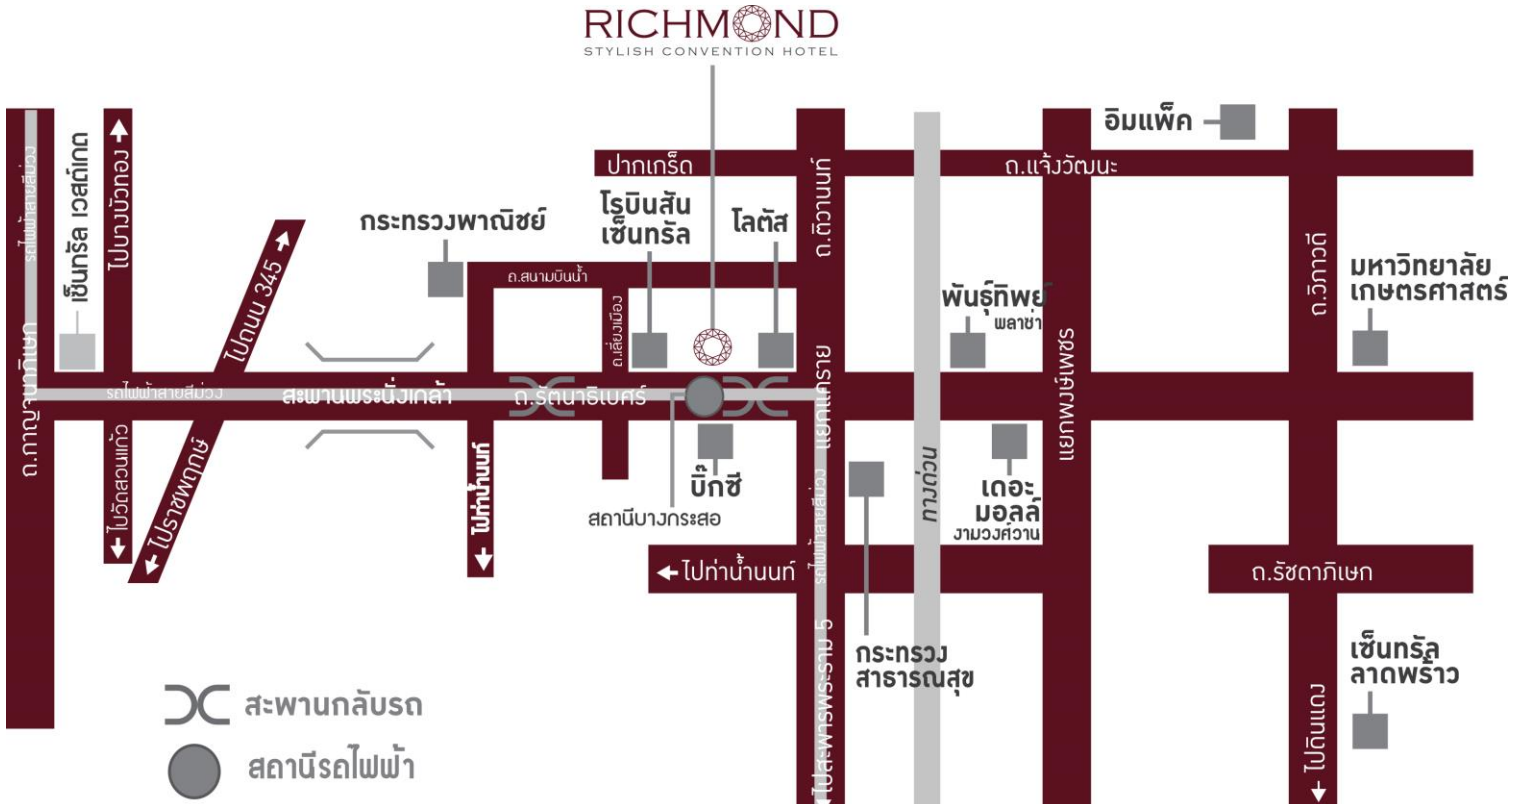 RICHMOND
STYLISH CONVENTION HOTEL
อิมแพ็ค
ปากเกร็ด
ถ.แจ้งวัฒนะ
รถไฟฟ้าสายสีม่วง
เซ็นทรัล เวสต์เกต
ไปบางบัวทอง
ไปถนน 345
กระทรวงพาณิชย์
โรบินสัน
เซ็นทรัล
โลตัส
ถ.ติวานนท์
ถ.สนามบินน้ำ
ถ.เลี่ยงเมือง
พันธุ์ทิพย์
พลาซ่า
ถ.วิภาวดี
มหาวิทยาลัย
เกษตรศาสตร์
ถ.กาญจนาภิเษก
รถไฟฟ้าสายสีม่วง
สะพานพระนั่งเกล้า
ถ.รัตนาธิเบศร์
แยกแคราย
แยกพงษ์เพชร
ไปวัดสวนแก้ว
ไปราชพฤกษ์
ไปท่าน้ำนนท์
บิ๊กซี
สถานีบางกระสอ
รถไฟฟ้าสายสีม่วง
ทางด่วน
เดอะ
มอลล์
งามวงศ์วาน
ไปท่าน้ำนนท์
ถ.รัชดาภิเษก
กระทรวง
สาธารณสุข
ไปสะพารพระราม 5
เซ็นทรัล
ลาดพร้าว
ไปดินแดง
สะพานกลับรถ
สถานีรถไฟฟ้า